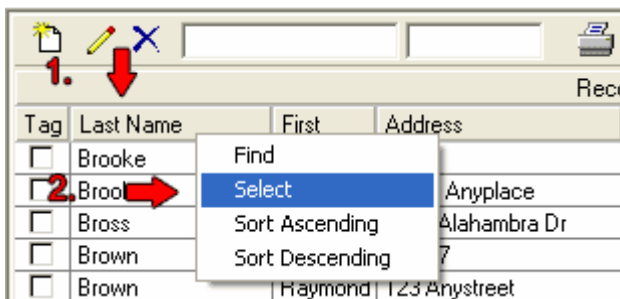 1.
Reco
Tag Last Name First Address
Brooke Find
2. Broo Select Anyplace
Bross Sort Ascending Alahambra Dr
Brown Sort Descending 7
Brown Raymond 123 Anystreet